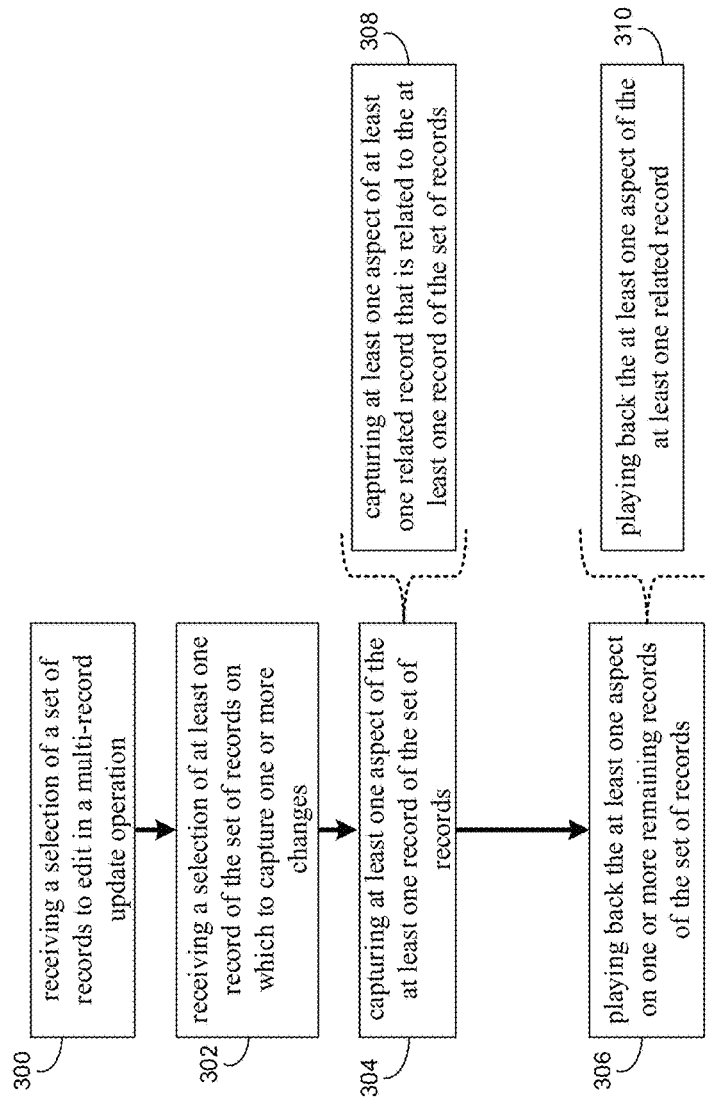 300
receiving a selection of a set of
records to edit in a multi-record
update operation
302
receiving a selection of at least one
record of the set of records on
which to capture one or more
changes
304
capturing at least one aspect of the
at least one record of the set of
records
308
capturing at least one aspect of at least
one related record that is related to the at
least one record of the set of records
306
playing back the at least one aspect
on one or more remaining records
of the set of records
310
playing back the at least one aspect of the
at least one related record